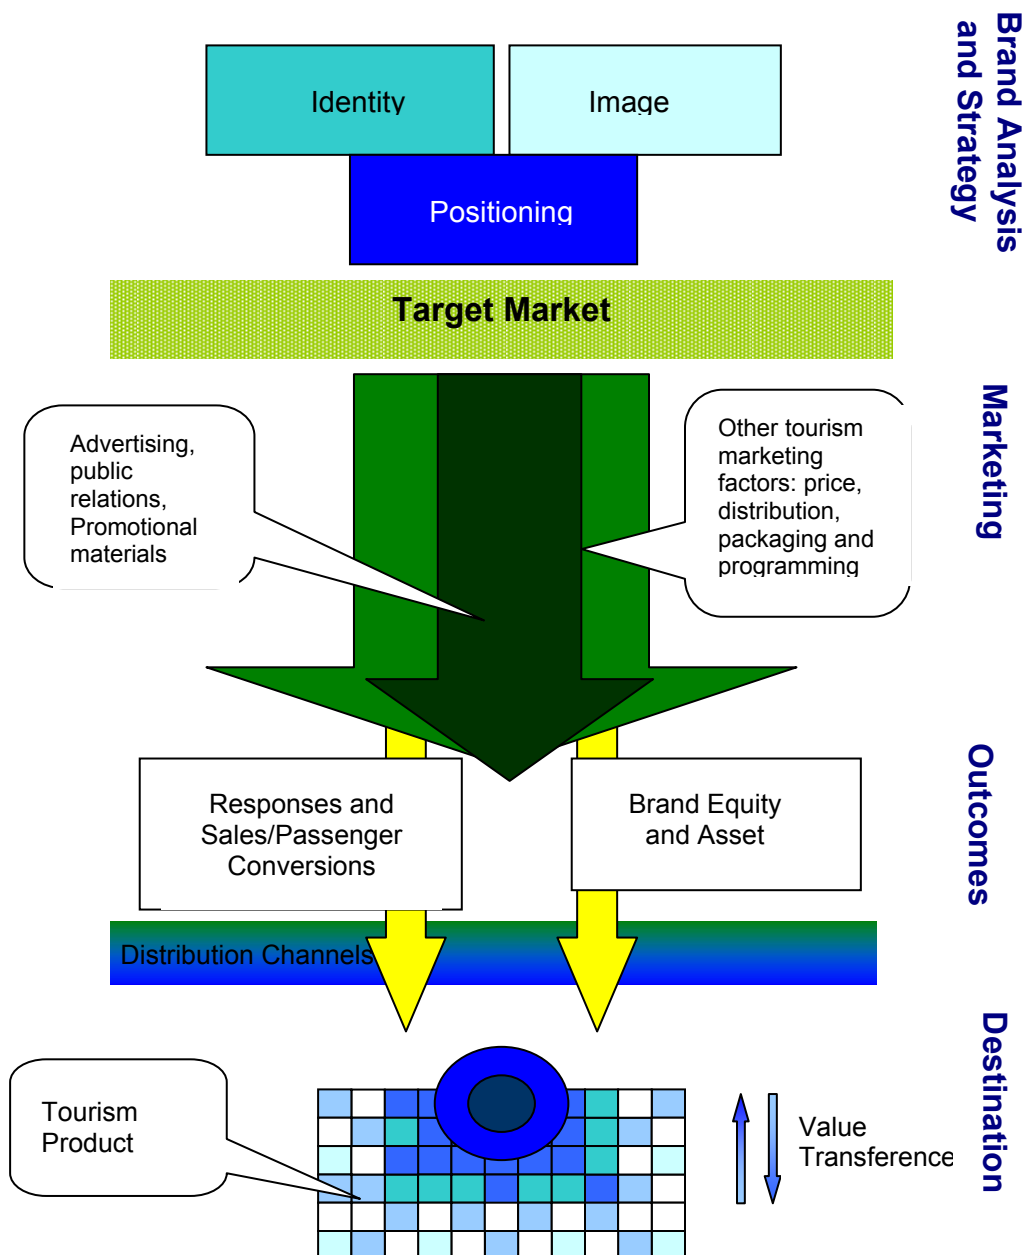 Brand Analysis
and Strategy
Identity
Image
Positioning
Target Market
Marketing
Advertising,
public
relations,
Promotional
materials
Other tourism
marketing
factors: price,
distribution,
packaging and
programming
Outcomes
Responses and
Sales/Passenger
Conversions
Brand Equity
and Asset
Distribution Channels
Destination
Tourism
Product
Value
Transference